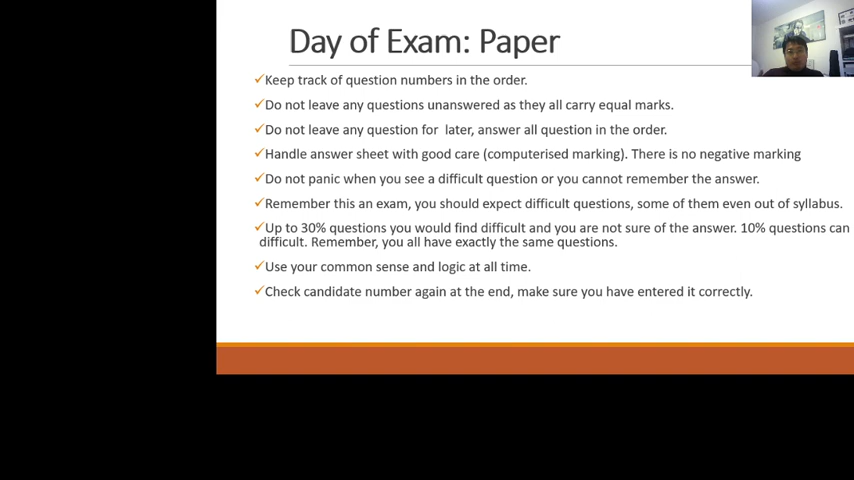 Day of Exam: Paper
✓Keep track of question numbers in the order.
✓Do not leave any questions unanswered as they all carry equal marks.
✓Do not leave any question for later, answer all question in the order.
✓Handle answer sheet with good care (computerised marking). There is no negative marking
✓Do not panic when you see a difficult question or you cannot remember the answer.
✓Remember this an exam, you should expect difficult questions, some of them even out of syllabus.
✓Up to 30% questions you would find difficult and you are not sure of the answer. 10% questions can
difficult. Remember, you all have exactly the same questions.
✓Use your common sense and logic at all time.
✓Check candidate number again at the end, make sure you have entered it correctly.